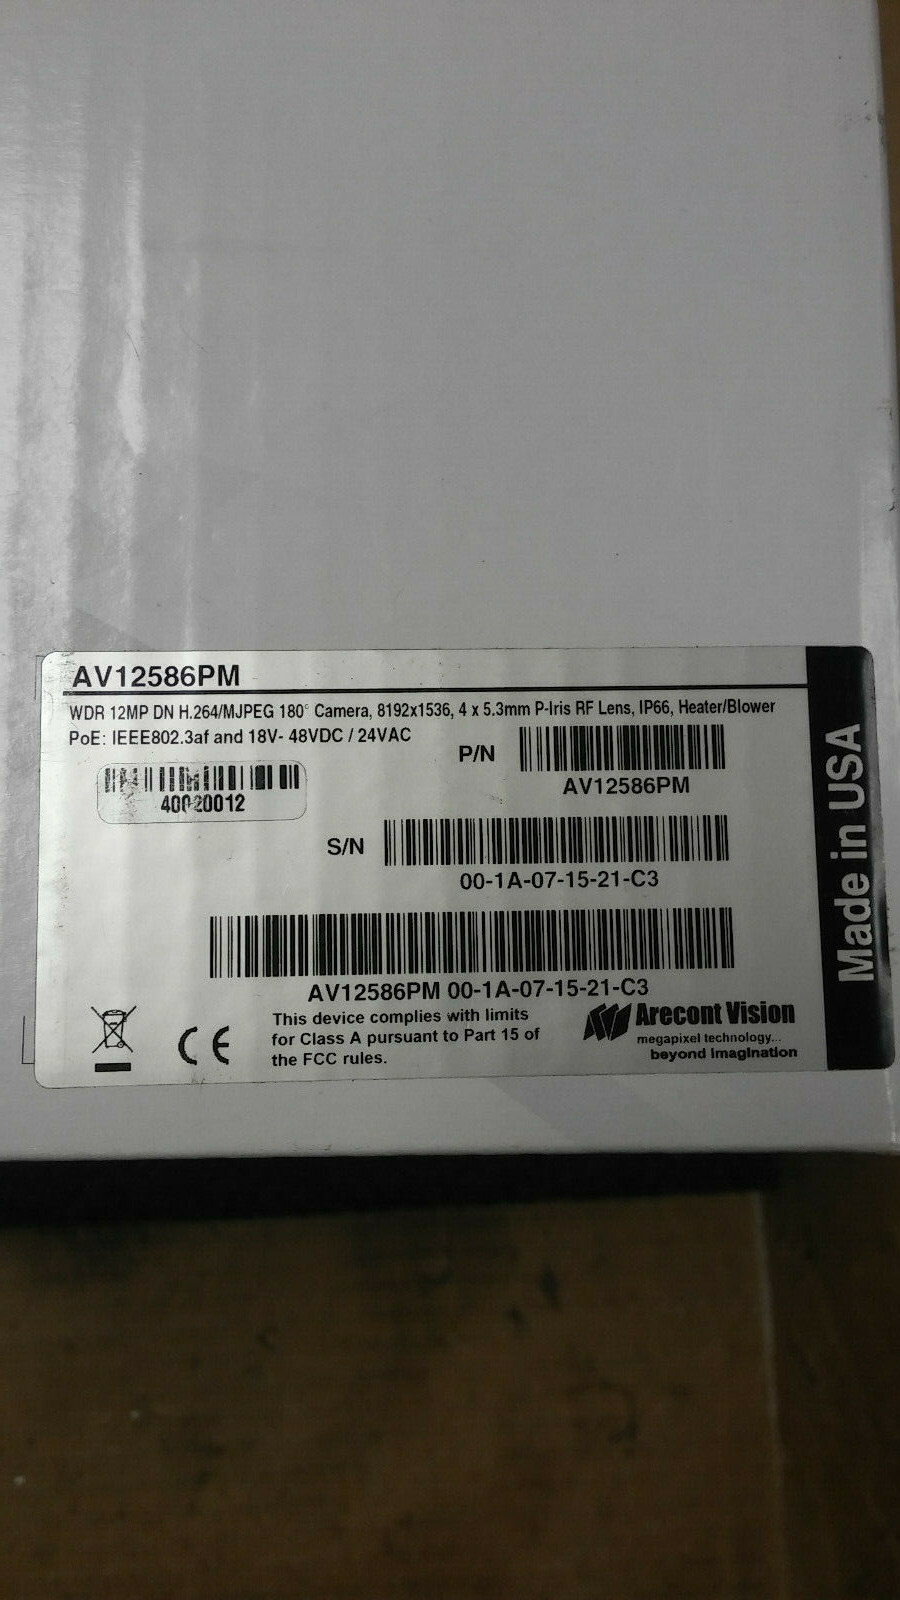 AV12586PM
WDR 12MP DN H.264/MJPEG 180° Camera, 8192x1536, 4 x 5.3mm P-Iris RF Lens, IP66, Heater/Blower
PoE: IEEE802.3af and 18V- 48VDC / 24VAC
P/N
AV12586PM
S/N
00-1A-07-15-21-C3
AV12586PM 00-1A-07-15-21-C3
This device complies with limits
for Class A pursuant to Part 15 of
the FCC rules.
CE
Arecont Vision
megapixel technology...
beyond imagination
Made in USA